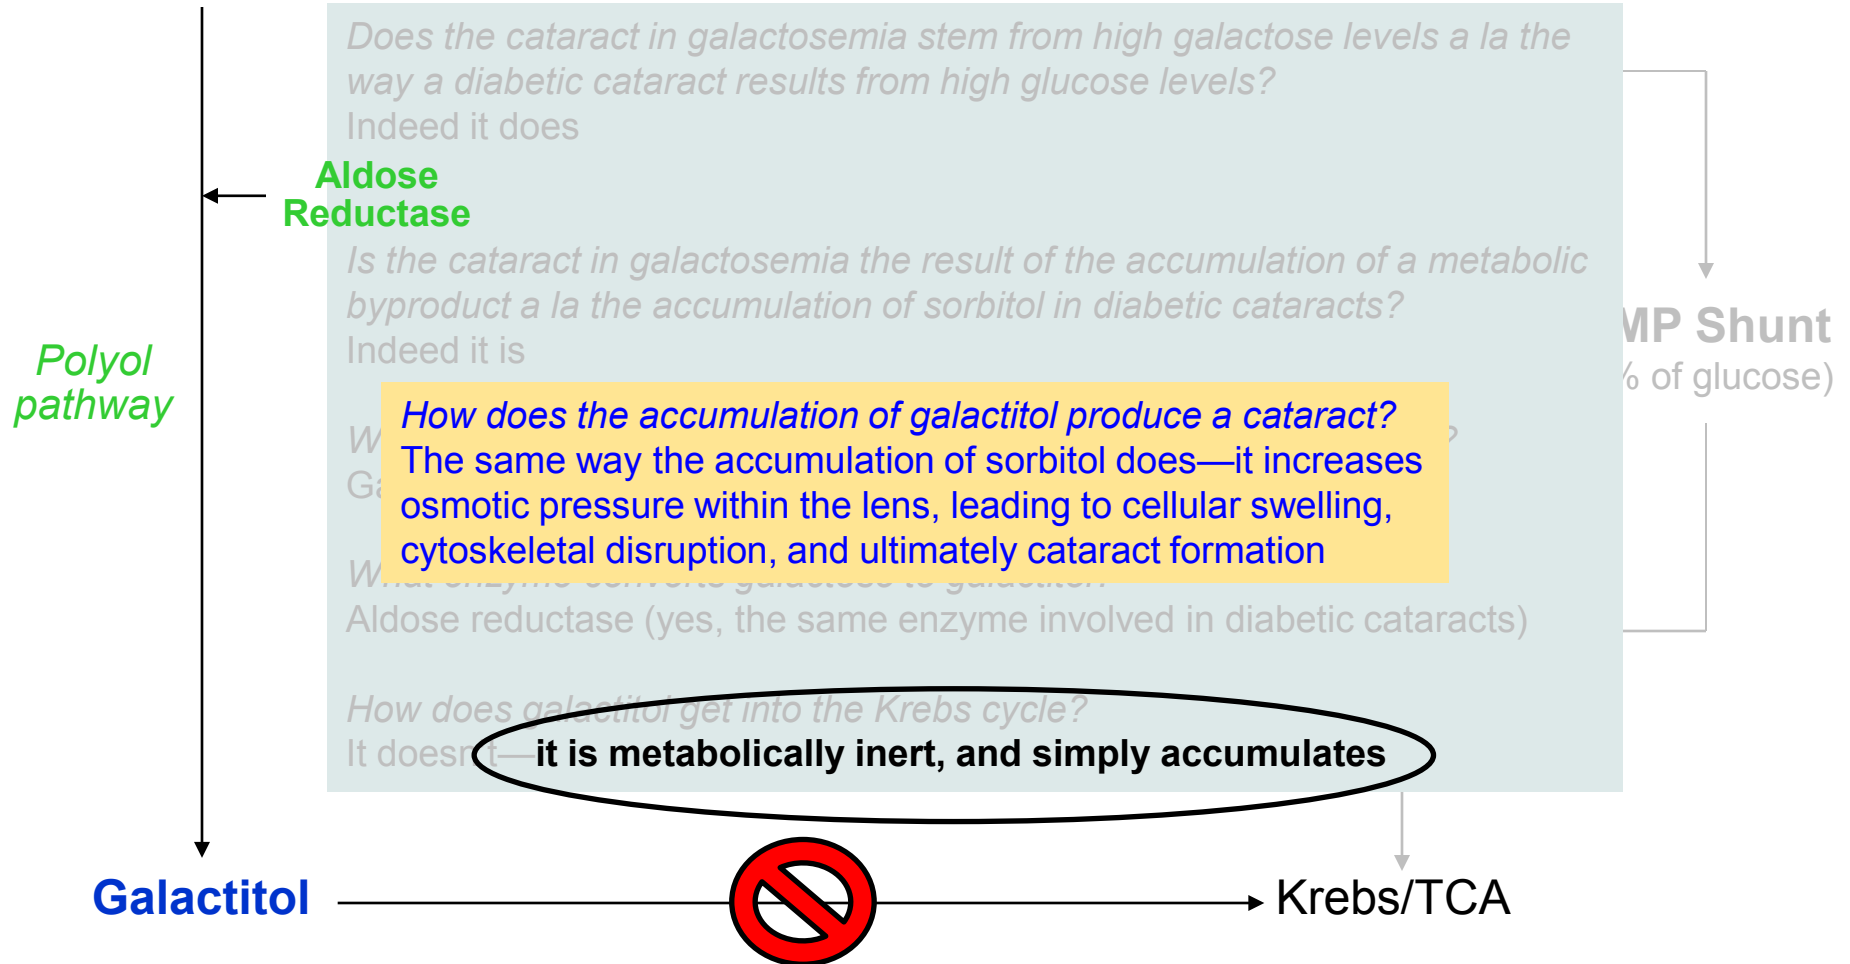 Does the cataract in galactosemia stem from high galactose levels a la the
way a diabetic cataract results from high glucose levels?
Indeed it does
Aldose
Reductase
Is the cataract in galactosemia the result of the accumulation of a metabolic
byproduct a la the accumulation of sorbitol in diabetic cataracts?
Indeed it is
Polyol
pathway
MP Shunt
% of glucose)
How does the accumulation of galactitol produce a cataract?
The same way the accumulation of sorbitol does—it increases
osmotic pressure within the lens, leading to cellular swelling,
cytoskeletal disruption, and ultimately cataract formation
What enzyme converts galactose to galactitol?
Aldose reductase (yes, the same enzyme involved in diabetic cataracts)
How does galactitol get into the Krebs cycle?
It doesn't—it is metabolically inert, and simply accumulates
Galactitol
Krebs/TCA